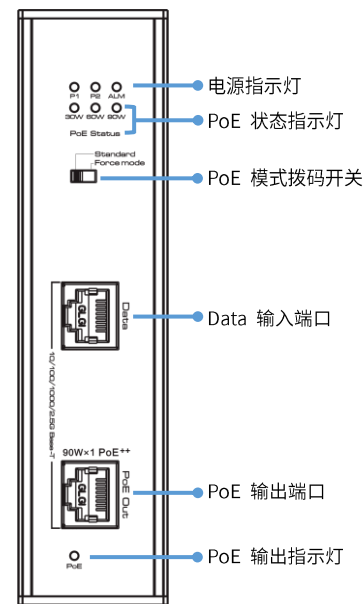 P1 P2 ALM
电源指示灯
30W 60W 90W
PoE Status
PoE 状态指示灯
Standard
Force mode
PoE 模式拨码开关
Data
Data 输入端口
10/100/1000/2.5G Base-T
90W×1 PoE++
PoE Out
PoE 输出端口
PoE
PoE 输出指示灯